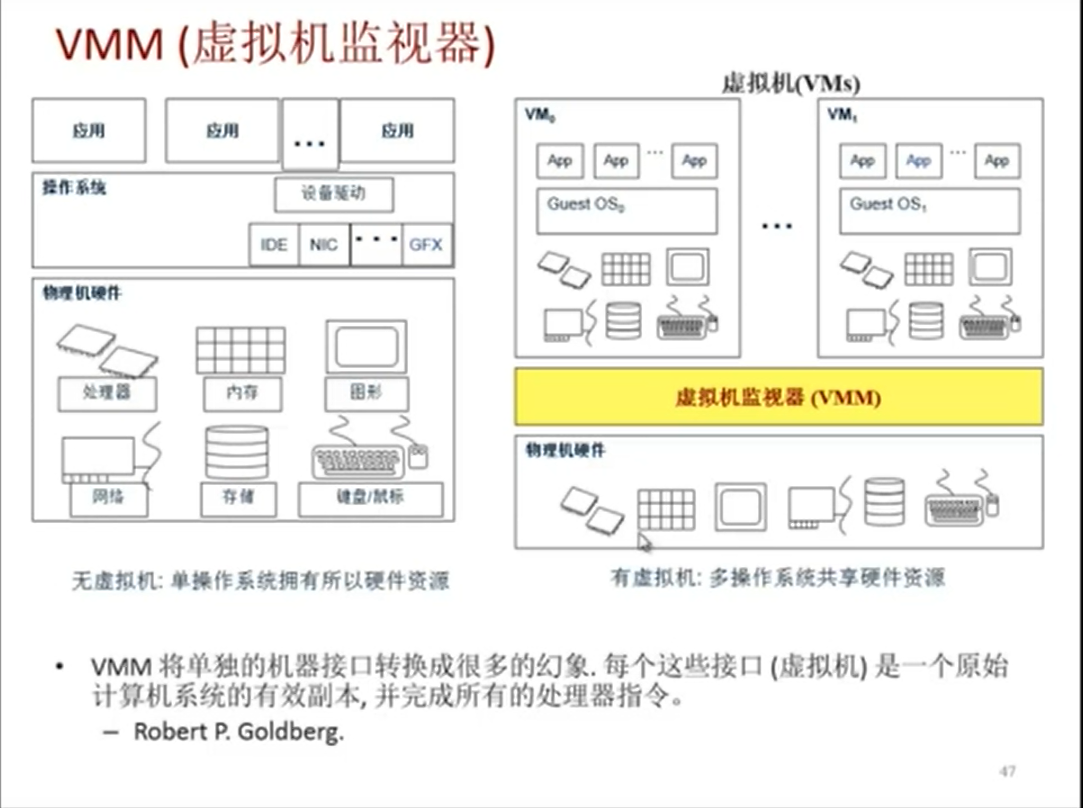 VMM (虚拟机监视器)
应用
应用
...
应用
操作系统
设备驱动
IDE
NIC
...
GFX
物理机硬件
处理器
内存
图形
网络
存储
键盘/鼠标
无虚拟机: 单操作系统拥有所以硬件资源
虚拟机(VMs)
VM₀
App
App
...
App
Guest OS₀
...
VM₁
App
App
...
App
Guest OS₁
虚拟机监视器 (VMM)
物理机硬件
有虚拟机: 多操作系统共享硬件资源
• VMM 将单独的机器接口转换成很多的幻象. 每个这些接口 (虚拟机) 是一个原始
计算机系统的有效副本, 并完成所有的处理器指令。
– Robert P. Goldberg.
47